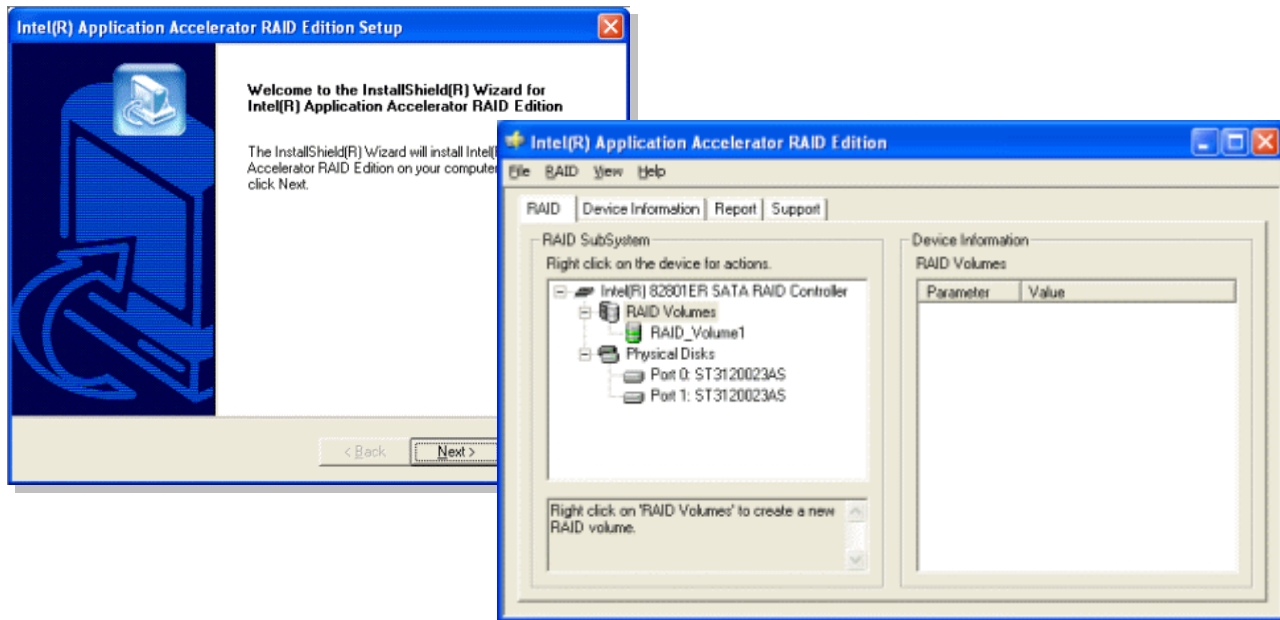 Intel(R) Application Accelerator RAID Edition Setup
Welcome to the InstallShield(R) Wizard for
Intel(R) Application Accelerator RAID Edition
The InstallShield(R) Wizard will install Intel(
Accelerator RAID Edition on your computer
click Next.
< Back
Next >
Intel(R) Application Accelerator RAID Edition
File RAID View Help
RAID Device Information Report Support
RAID SubSystem
Right click on the device for actions.
Intel(R) 82801ER SATA RAID Controller
RAID Volumes
RAID_Volume1
Physical Disks
Port 0: ST3120023AS
Port 1: ST3120023AS
Right click on 'RAID Volumes' to create a new
RAID volume.
Device Information
RAID Volumes
Parameter Value